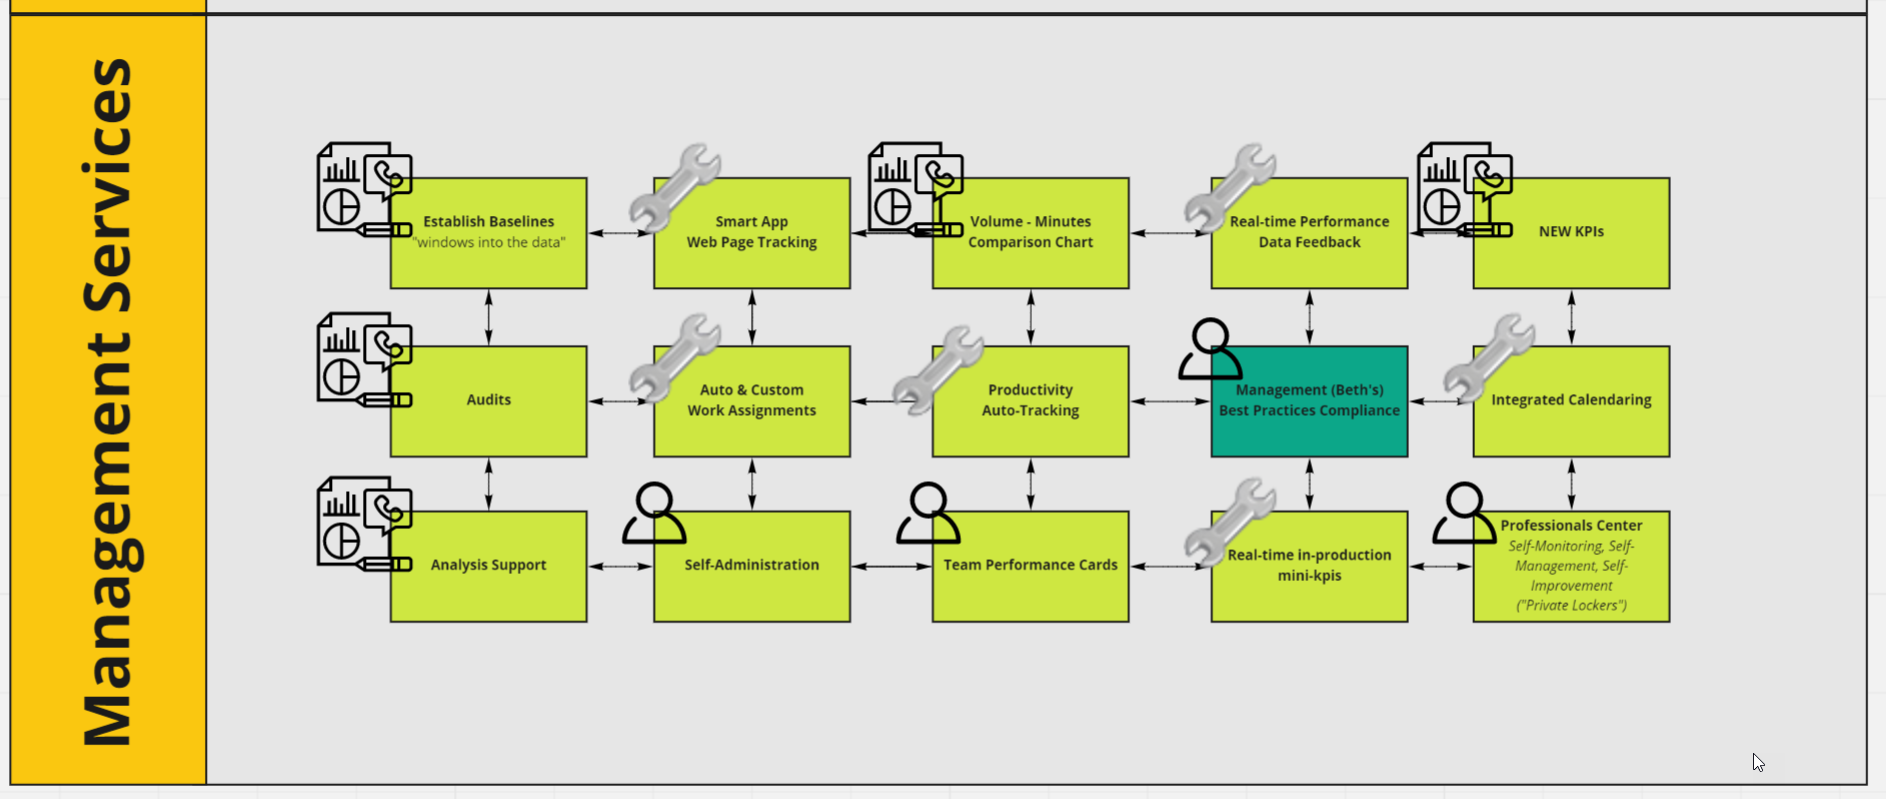 Management Services
Establish Baselines
"windows into the data"
Smart App
Web Page Tracking
Volume - Minutes
Comparison Chart
Real-time Performance
Data Feedback
NEW KPIs
Audits
Auto & Custom
Work Assignments
Productivity
Auto-Tracking
Management (Beth's)
Best Practices Compliance
Integrated Calendaring
Analysis Support
Self-Administration
Team Performance Cards
Real-time in-production
mini-kpis
Professionals Center
Self-Monitoring, Self-
Management, Self-
Improvement
("Private Lockers")